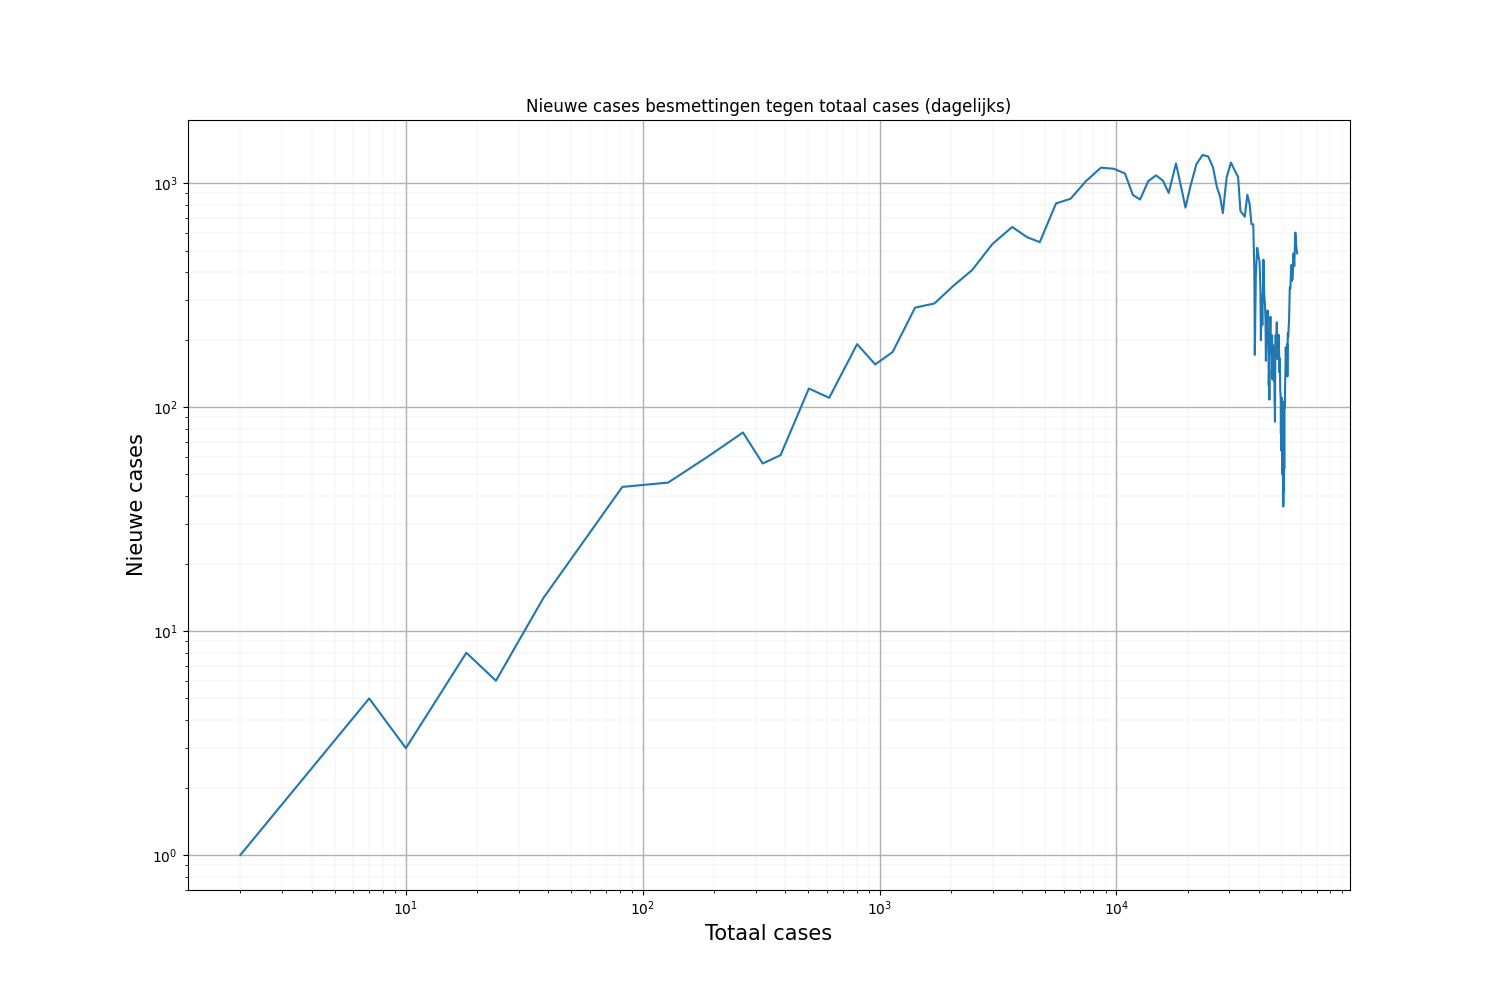 Nieuwe cases besmettingen tegen totaal cases (dagelijks)
10³
10²
10¹
10⁰
Nieuwe cases
10¹ 10² 10³ 10⁴
Totaal cases